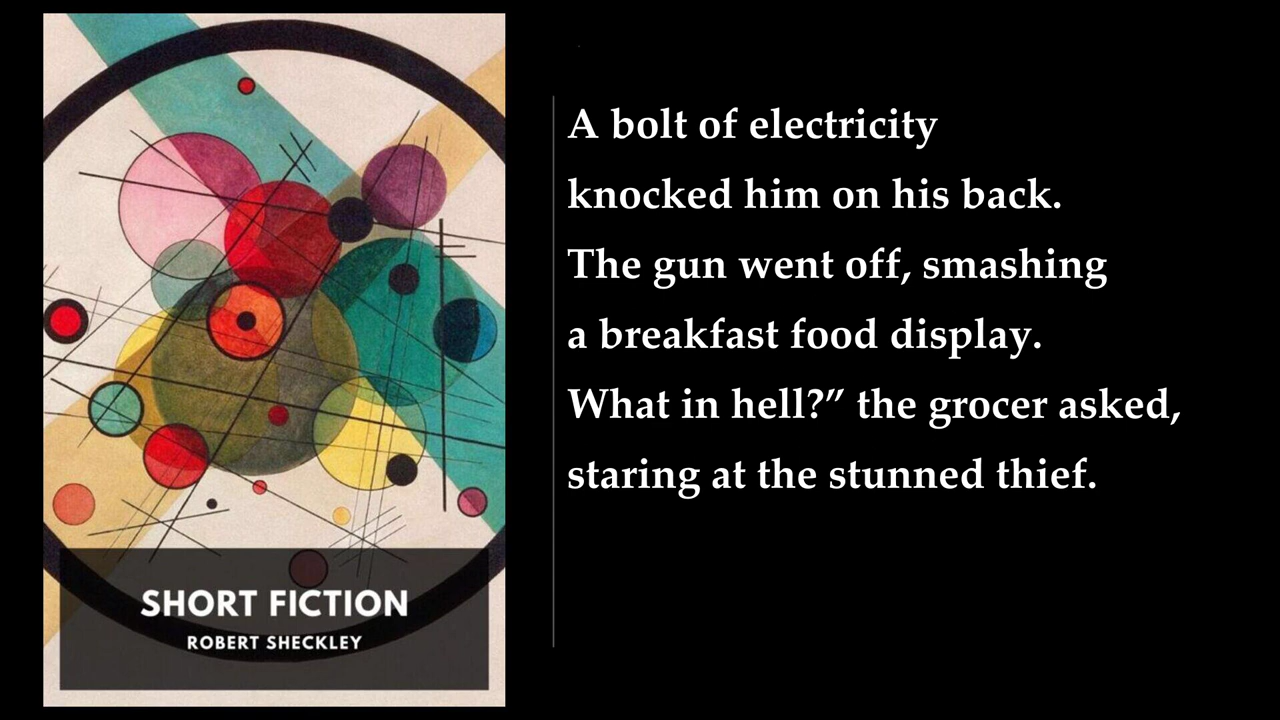 SHORT FICTION
ROBERT SHECKLEY
A bolt of electricity
knocked him on his back.
The gun went off, smashing
a breakfast food display.
What in hell?” the grocer asked,
staring at the stunned thief.